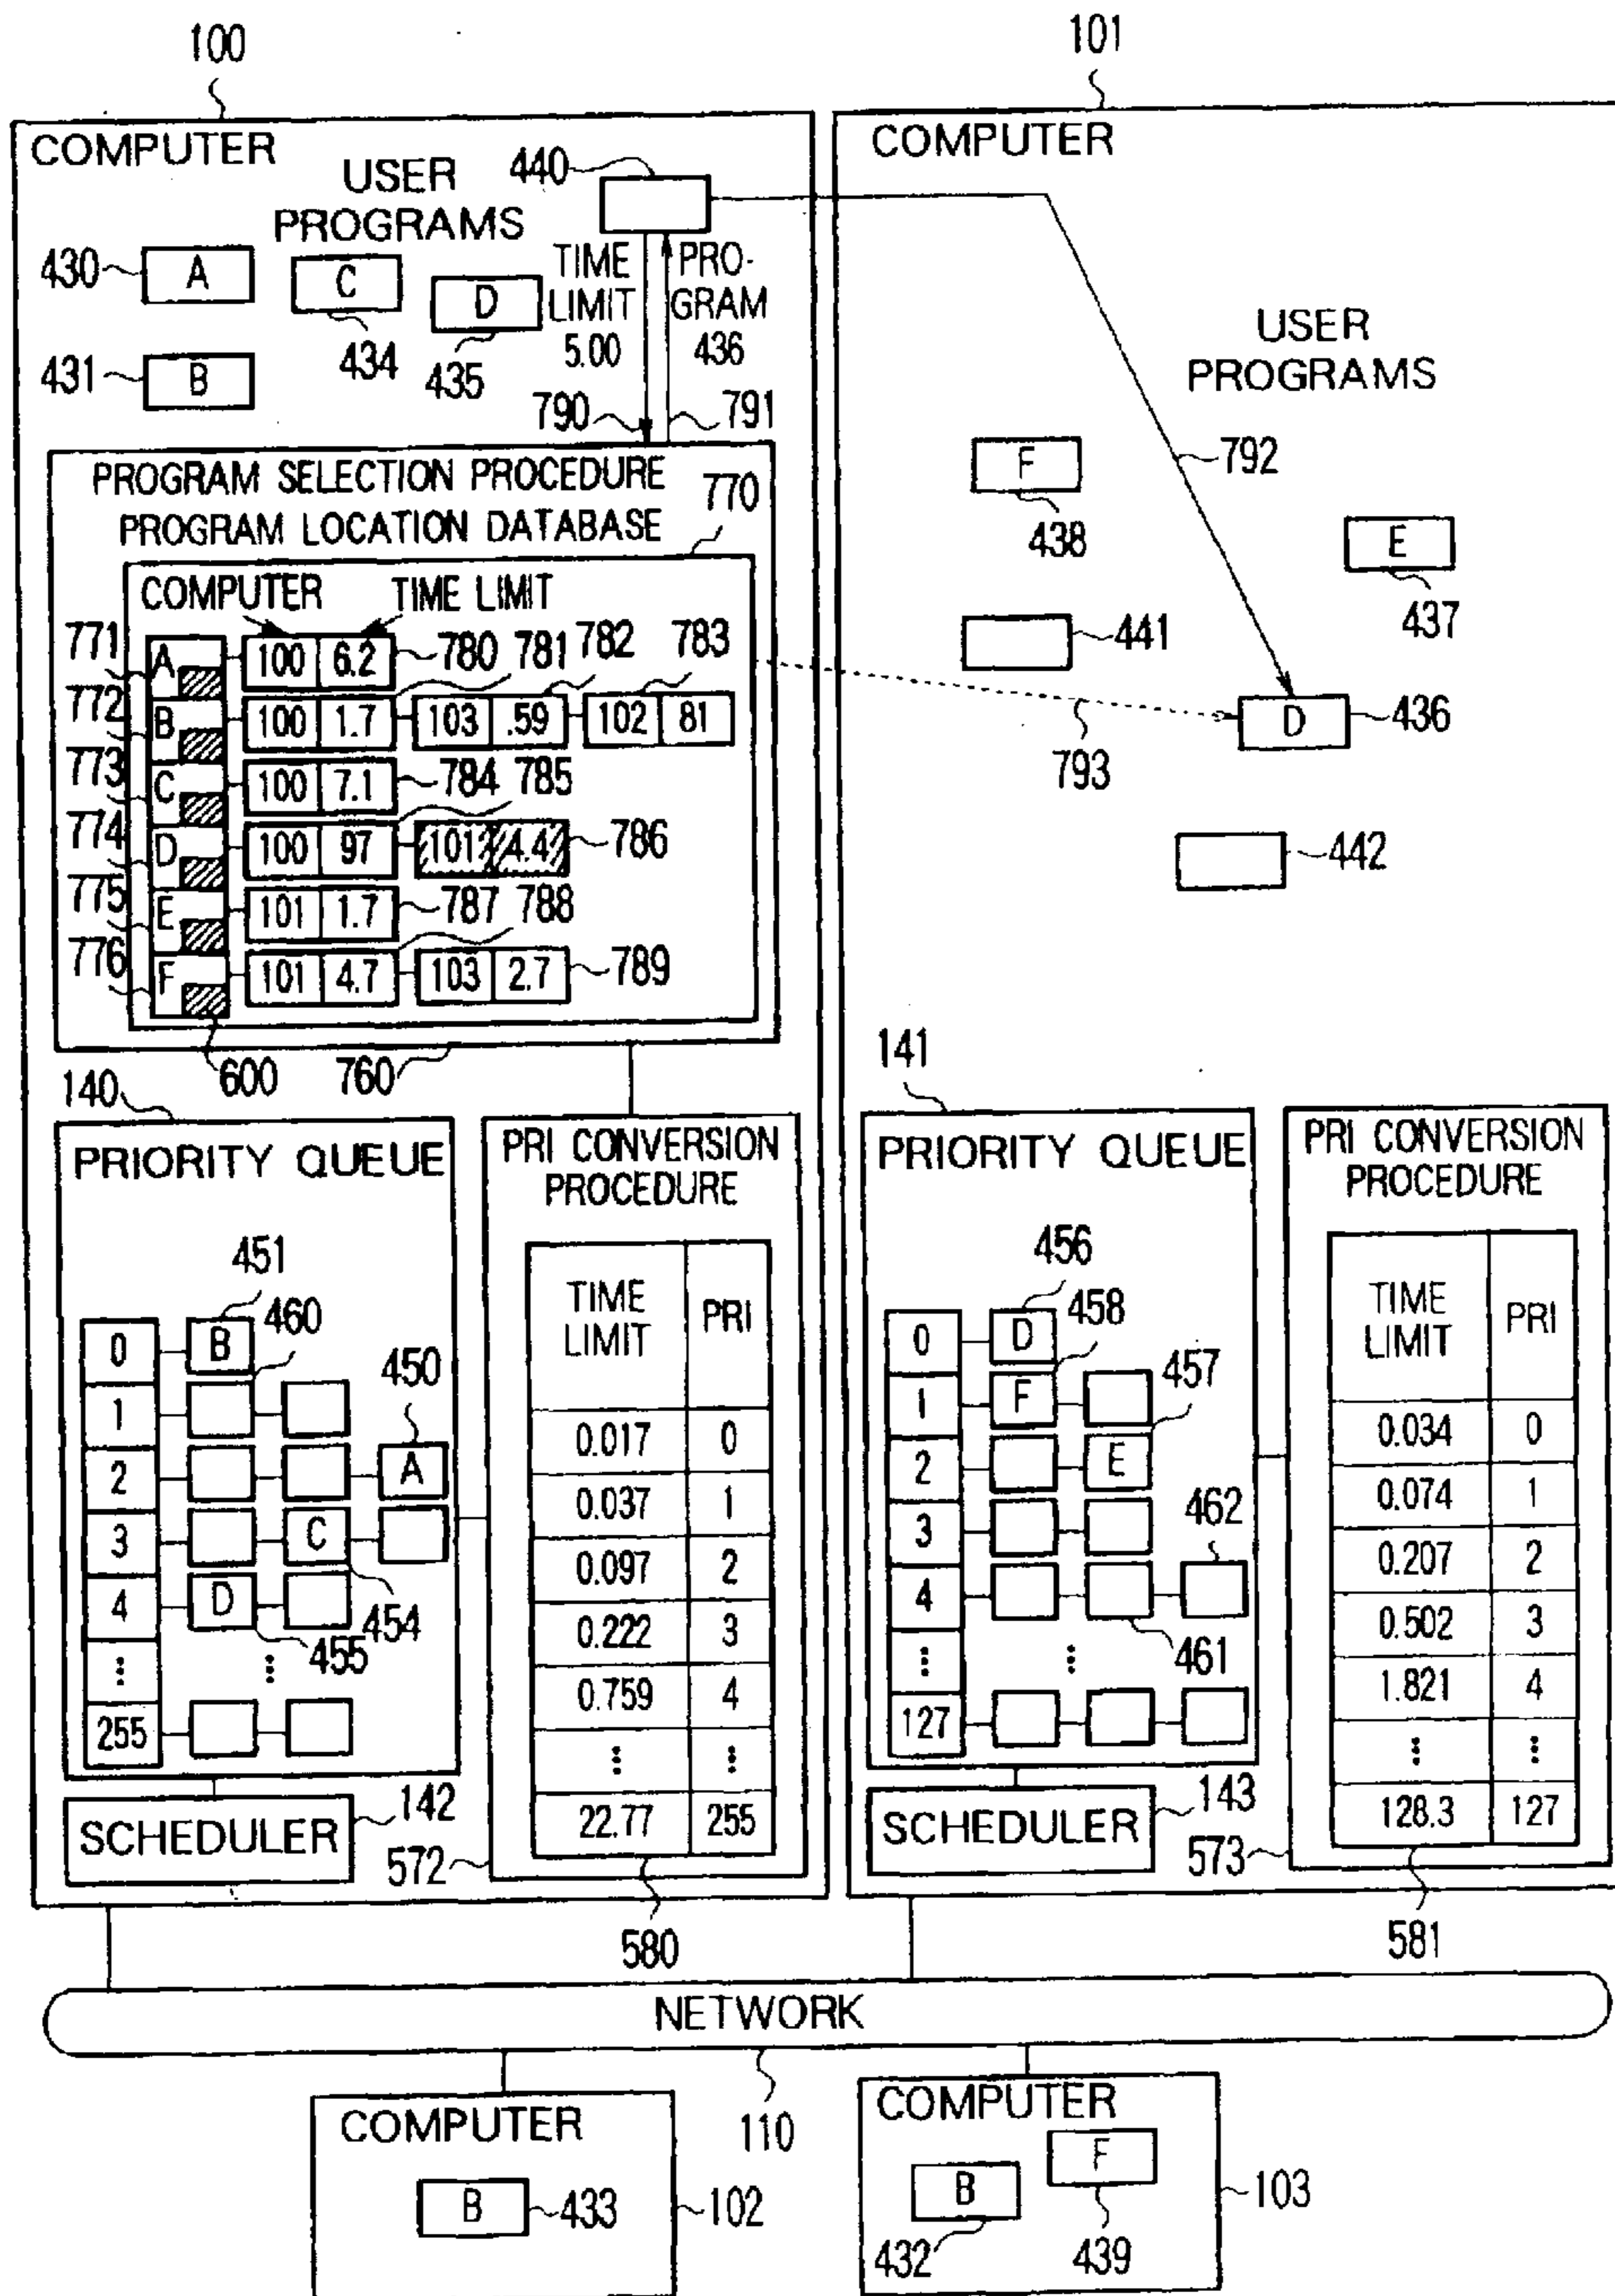 100
101
COMPUTER
USER
PROGRAMS
440
430
A
C
434
D
435
TIME
LIMIT
5.00
PRO-
GRAM
436
431
B
790
791
PROGRAM SELECTION PROCEDURE
770
PROGRAM LOCATION DATABASE
COMPUTER
TIME LIMIT
771
A
100 6.2
780
781
782
783
772
B
100 1.7
103 .59
102 81
773
C
100 7.1
784
785
774
D
100 97
101 4.4
786
775
E
101 1.7
787
788
776
F
101 4.7
103 2.7
789
600
760
COMPUTER
USER
PROGRAMS
792
F
438
E
437
441
D
436
793
442
140
PRIORITY QUEUE
451
460
450
0 B
1
2 A
3 C
4 D
454
455
⋮ ⋮
255
SCHEDULER
142
PRI CONVERSION
PROCEDURE
TIME
LIMIT
PRI
0.017 0
0.037 1
0.097 2
0.222 3
0.759 4
⋮ ⋮
22.77 255
572
580
141
PRIORITY QUEUE
456
458
457
0 D
1 F
2 E
3
462
4
461
⋮ ⋮
127
SCHEDULER
143
PRI CONVERSION
PROCEDURE
TIME
LIMIT
PRI
0.034 0
0.074 1
0.207 2
0.502 3
1.821 4
⋮ ⋮
128.3 127
573
581
NETWORK
110
COMPUTER
B
433
102
COMPUTER
B
432
F
439
103